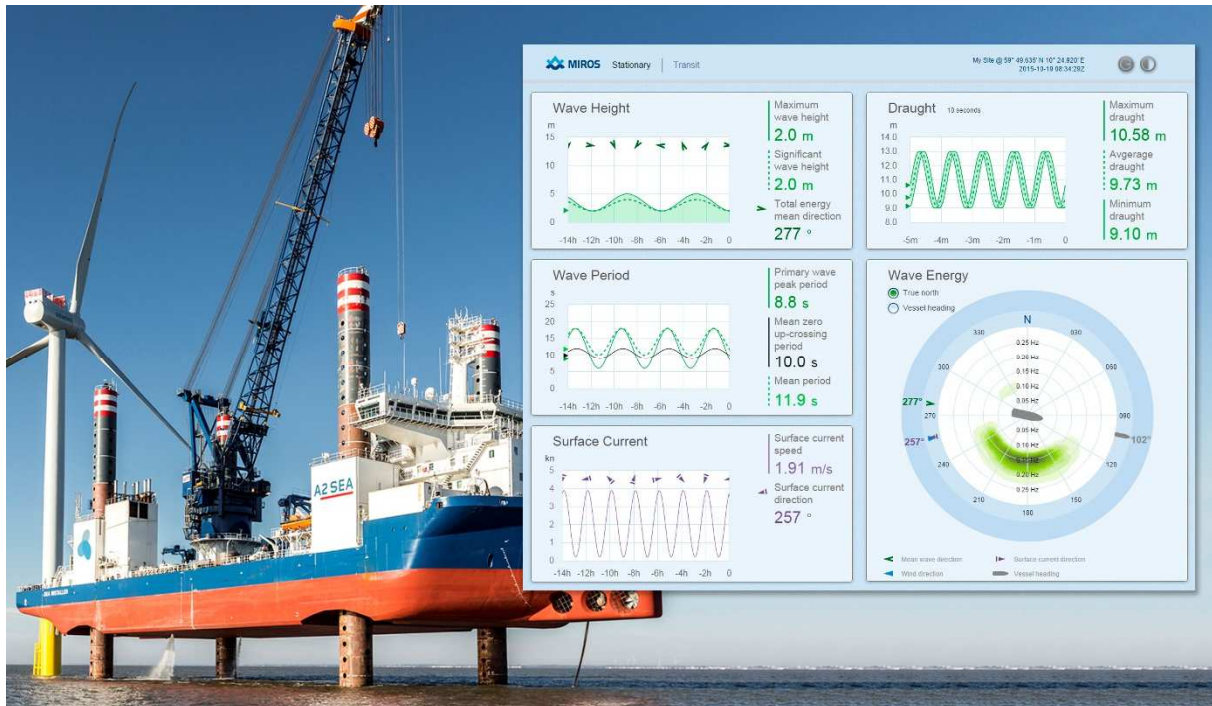 MIROS Stationary Transit
My Site @ 59° 49.635' N 10° 24.920' E
2015-10-19 08:34:29Z
Wave Height
m
15
10
5
0
-14h -12h -10h -8h -6h -4h -2h 0
Maximum
wave height
2.0 m
Significant
wave height
2.0 m
Total energy
mean direction
277 °
Draught 10 seconds
m
14.0
13.0
12.0
11.0
10.0
9.0
8.0
-5m -4m -3m -2m -1m 0
Maximum
draught
10.58 m
Avgerage
draught
9.73 m
Minimum
draught
9.10 m
Wave Period
s
25
20
15
10
5
0
-14h -12h -10h -8h -6h -4h -2h 0
Primary wave
peak period
8.8 s
Mean zero
up-crossing
period
10.0 s
Mean period
11.9 s
Surface Current
kn
5
4
3
2
1
0
-14h -12h -10h -8h -6h -4h -2h 0
Surface current
speed
1.91 m/s
Surface current
direction
257 °
Wave Energy
True north
Vessel heading
N
330 030
300 060
277°
270 090
257° 102°
240 120
210 150
180
0.25 Hz
0.20 Hz
0.15 Hz
0.10 Hz
0.05 Hz
0.05 Hz
0.10 Hz
0.15 Hz
0.20 Hz
0.25 Hz
Mean wave direction Surface current direction
Wind direction Vessel heading
A2SEA